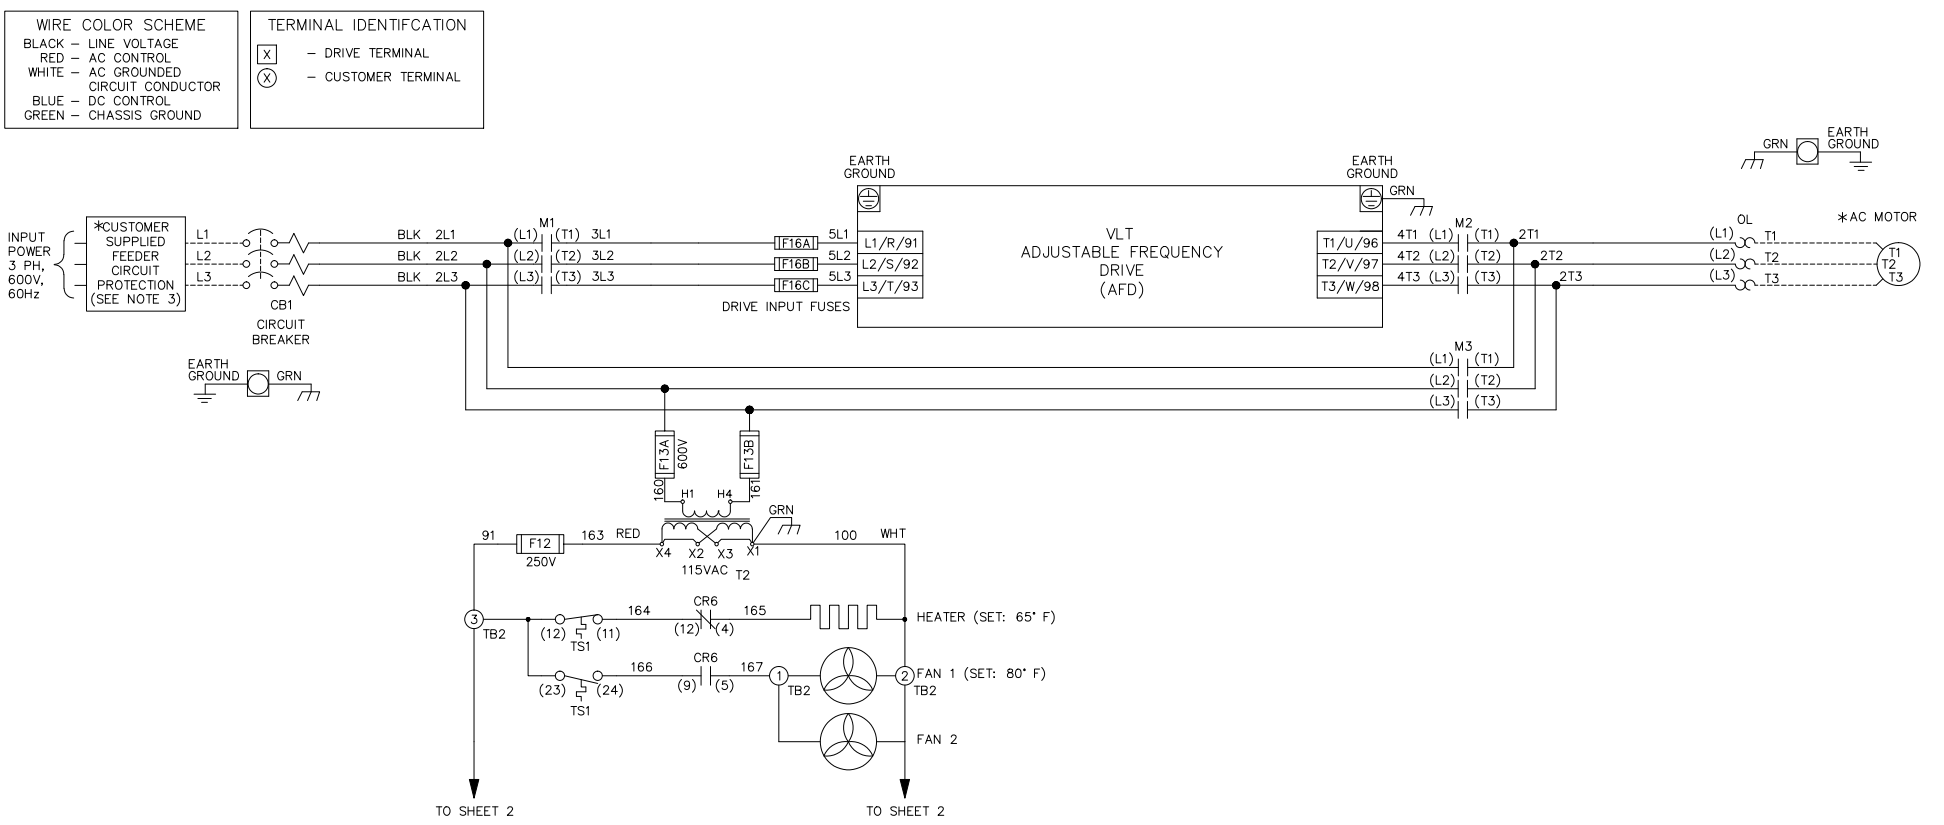 WIRE COLOR SCHEME
BLACK – LINE VOLTAGE
RED – AC CONTROL
WHITE – AC GROUNDED
CIRCUIT CONDUCTOR
BLUE – DC CONTROL
GREEN – CHASSIS GROUND
TERMINAL IDENTIFCATION
X – DRIVE TERMINAL
X – CUSTOMER TERMINAL
INPUT
POWER
3 PH,
600V,
60Hz
*CUSTOMER
SUPPLIED
FEEDER
CIRCUIT
PROTECTION
(SEE NOTE 3)
L1
L2
L3
CB1
CIRCUIT
BREAKER
EARTH
GROUND
GRN
BLK 2L1
BLK 2L2
BLK 2L3
M1
(L1) (T1) 3L1
(L2) (T2) 3L2
(L3) (T3) 3L3
F16A 5L1
F16B 5L2
F16C 5L3
DRIVE INPUT FUSES
EARTH
GROUND
L1/R/91
L2/S/92
L3/T/93
VLT
ADJUSTABLE FREQUENCY
DRIVE
(AFD)
EARTH
GROUND
GRN
T1/U/96
T2/V/97
T3/W/98
M2
4T1 (L1) (T1) 2T1
4T2 (L2) (T2) 2T2
4T3 (L3) (T3) 2T3
M3
(L1) (T1)
(L2) (T2)
(L3) (T3)
GRN
EARTH
GROUND
OL
(L1) T1
(L2) T2
(L3) T3
*AC MOTOR
T1
T2
T3
F13A
600V
F13B
160
161
H1 H4
GRN
91
F12
250V
163 RED
X4 X2 X3 X1
115VAC T2
100 WHT
3
TB2
(12) (11)
TS1
164
CR6
(12) (4)
165
HEATER (SET: 65° F)
(23) (24)
TS1
166
CR6
(9) (5)
167
1
TB2
2
TB2
FAN 1 (SET: 80° F)
FAN 2
TO SHEET 2
TO SHEET 2